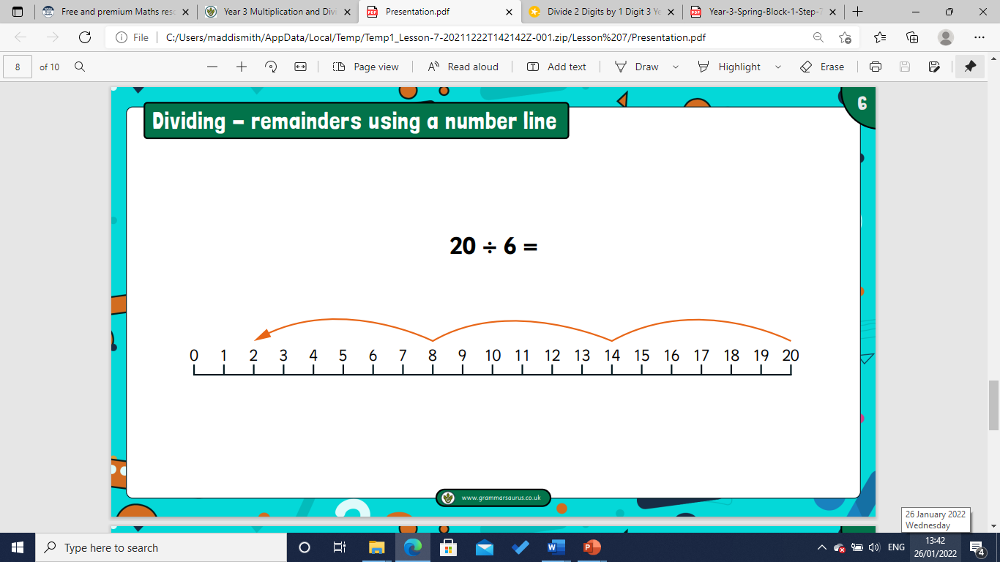 Free and premium Maths res
Year 3 Multiplication and Divi
Presentation.pdf
Divide 2 Digits by 1 Digit 3 Ye
Year-3-Spring-Block-1-Step-7
File
C:/Users/maddismith/AppData/Local/Temp/Temp1_Lesson-7-20211222T142142Z-001.zip/Lesson%207/Presentation.pdf
8 of 10
Page view
Read aloud
Add text
Draw
Highlight
Erase
6
Dividing – remainders using a number line
20 ÷ 6 =
0 1 2 3 4 5 6 7 8 9 10 11 12 13 14 15 16 17 18 19 20
www.grammarsaurus.co.uk
26 January 2022
Wednesday
Type here to search
ENG
13:42
26/01/2022
4